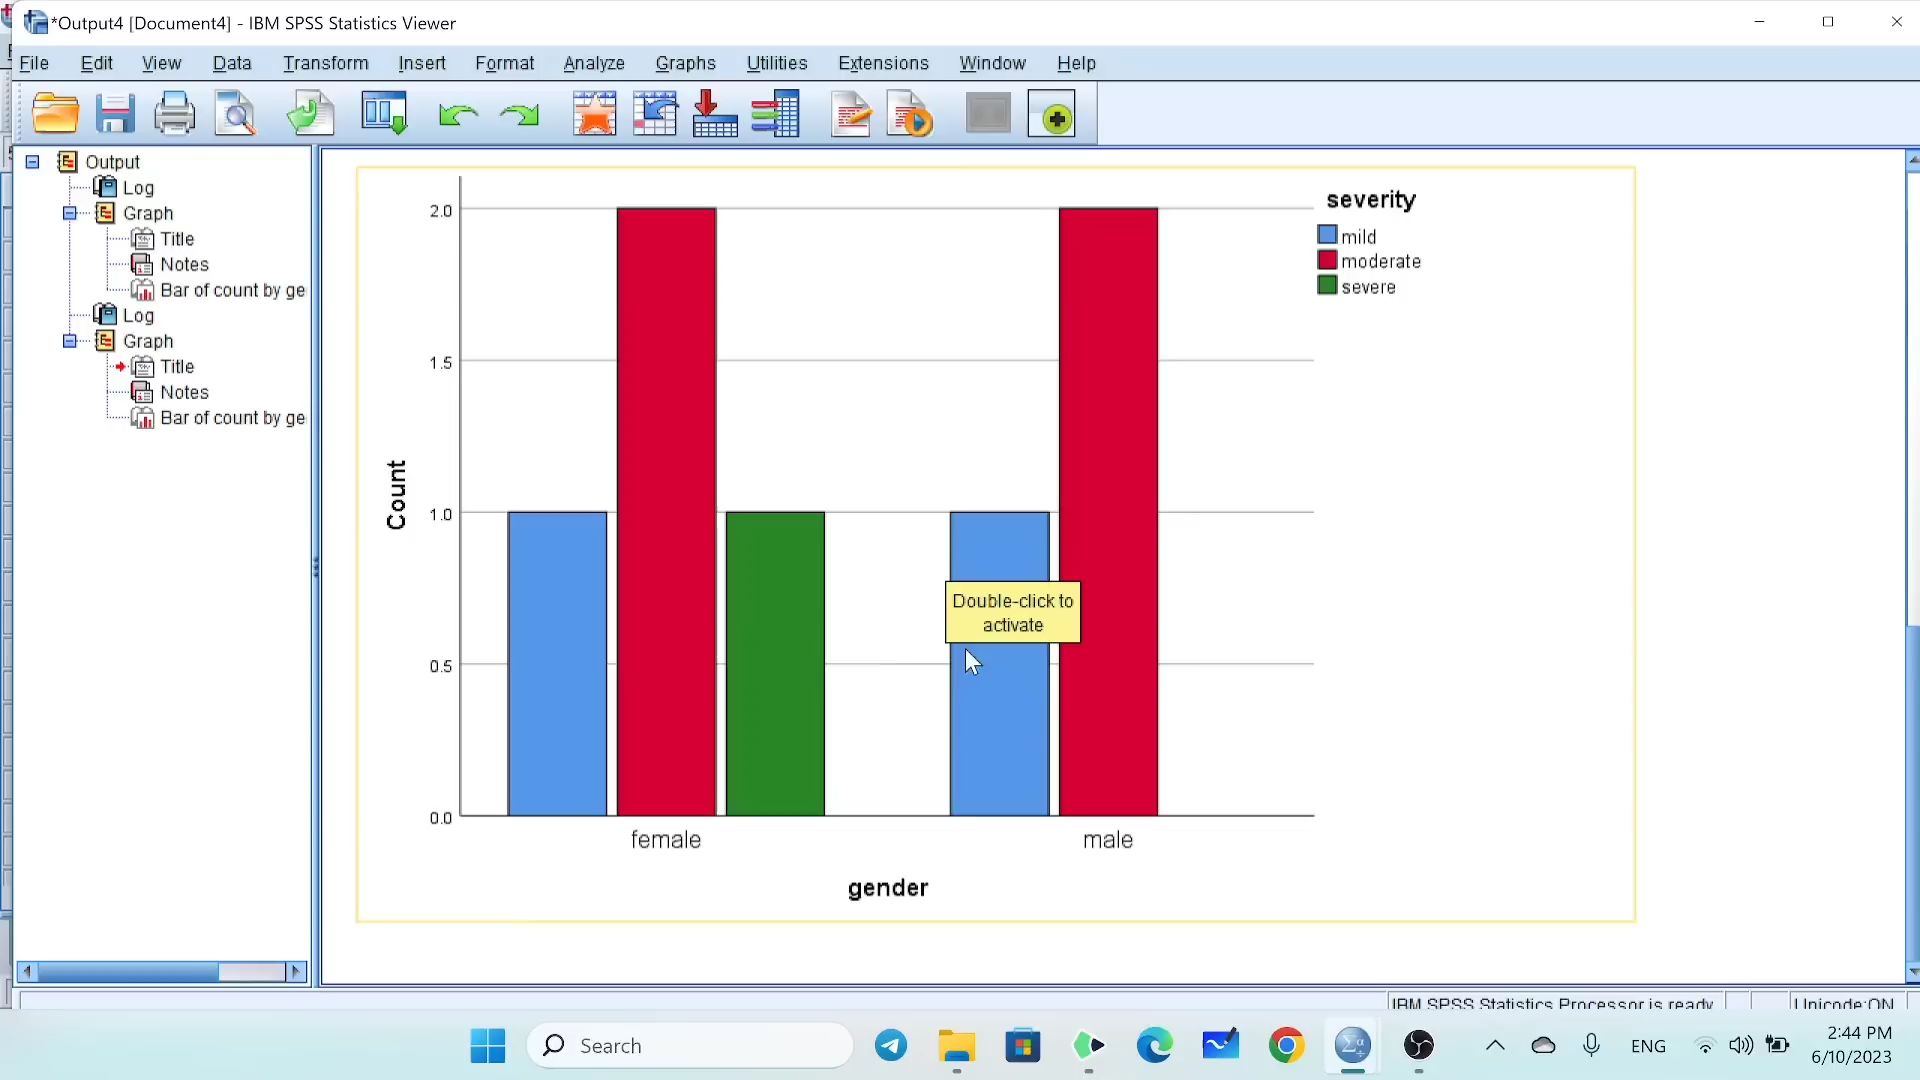 *Output4 [Document4] - IBM SPSS Statistics Viewer
File Edit View Data Transform Insert Format Analyze Graphs Utilities Extensions Window Help
Output
Log
Graph
Title
Notes
Bar of count by ge
Log
Graph
Title
Notes
Bar of count by ge
severity
mild
moderate
severe
2.0
1.5
1.0
0.5
0.0
Count
Double-click to
activate
female male
gender
IBM SPSS Statistics Processor is ready Unicode:ON
Search
ENG
2:44 PM
6/10/2023